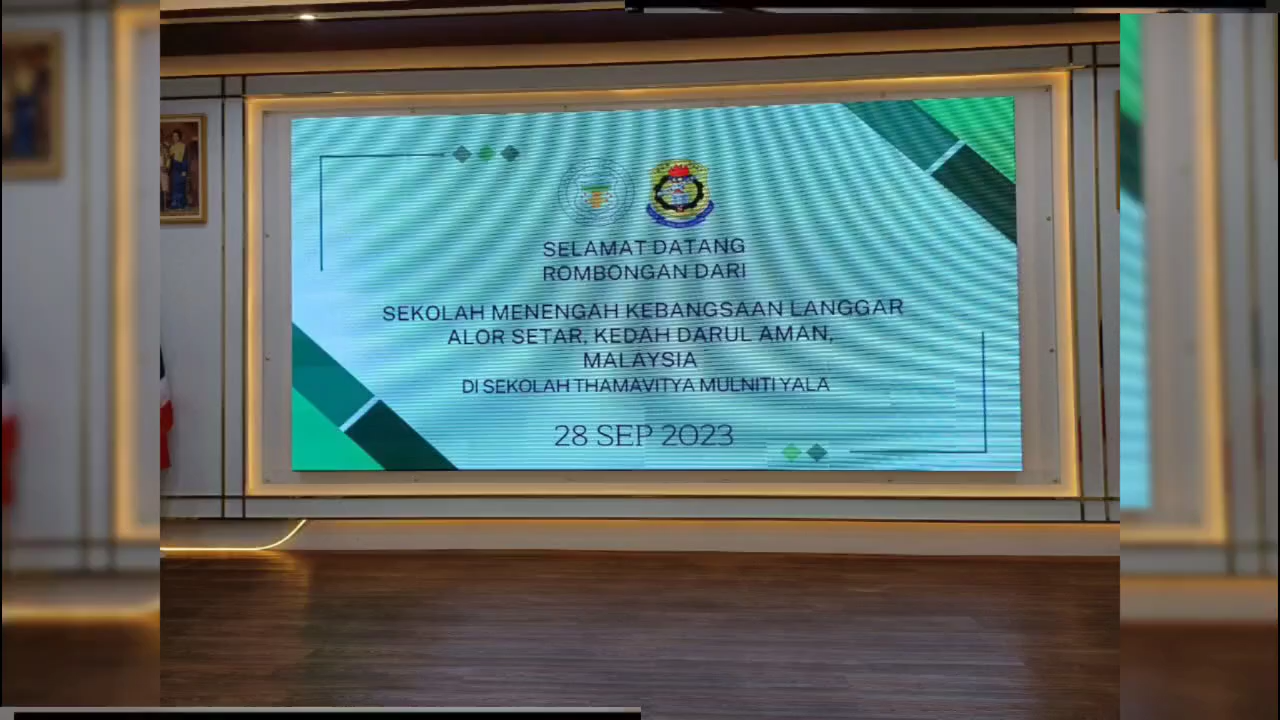 SELAMAT DATANG
ROMBONGAN DARI
SEKOLAH MENENGAH KEBANGSAAN LANGGAR
ALOR SETAR, KEDAH DARUL AMAN,
MALAYSIA
DI SEKOLAH THAMAVITYA MULNITI YALA
28 SEP 2023